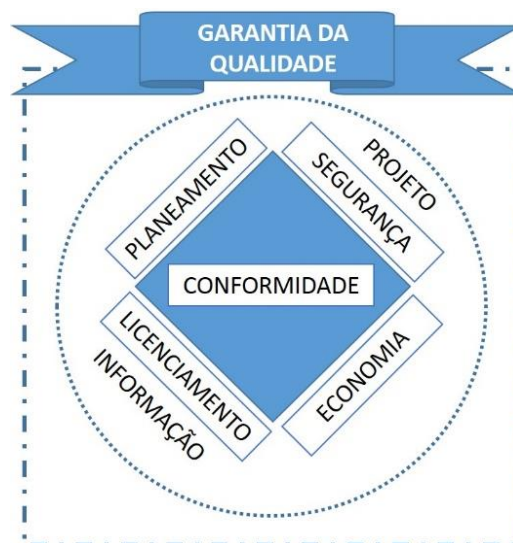 GARANTIA DA
QUALIDADE
PLANEAMENTO
PROJETO
SEGURANÇA
CONFORMIDADE
LICENCIAMENTO
INFORMAÇÃO
ECONOMIA